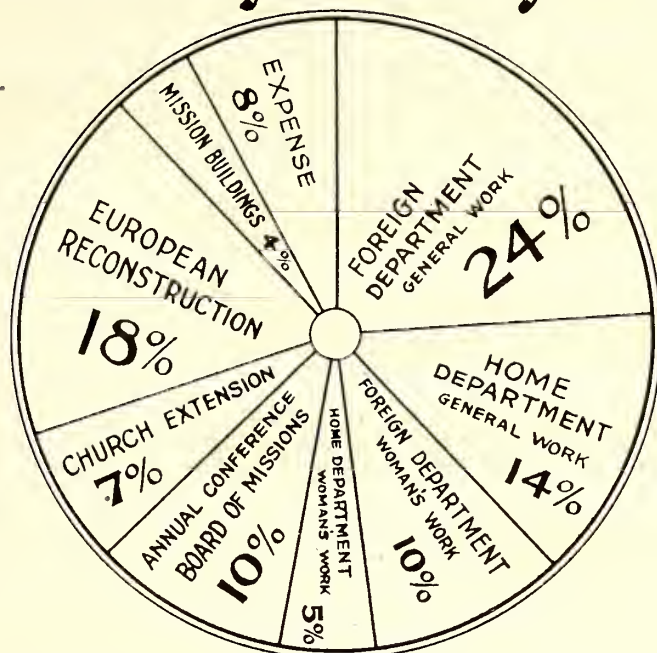 EXPENSE
8%
FOREIGN
DEPARTMENT
GENERAL WORK
24%
HOME
DEPARTMENT
GENERAL WORK
14%
FOREIGN DEPARTMENT
WOMAN'S WORK
10%
HOME DEPARTMENT
WOMAN'S WORK
5%
ANNUAL CONFERENCE
BOARD OF MISSIONS
10%
CHURCH EXTENSION
7%
EUROPEAN
RECONSTRUCTION
18%
MISSION BUILDINGS 4%